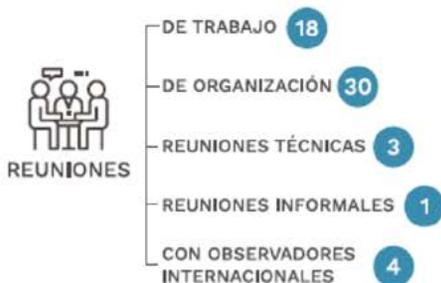 REUNIONES
DE TRABAJO 18
DE ORGANIZACIÓN 30
REUNIONES TÉCNICAS 3
REUNIONES INFORMALES 1
CON OBSERVADORES
INTERNACIONALES 4